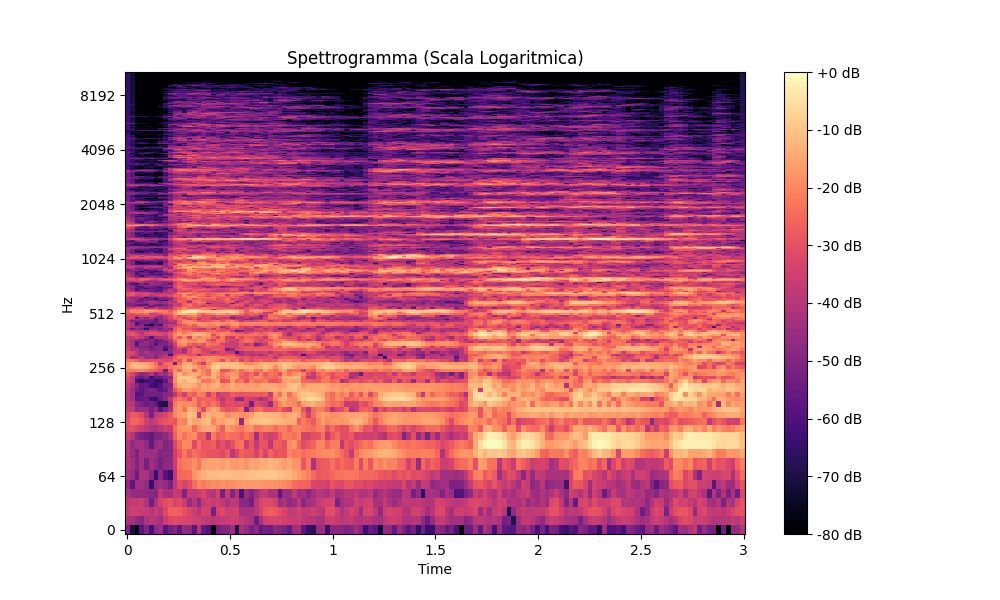 Spettrogramma (Scala Logaritmica)
Hz
8192
4096
2048
1024
512
256
128
64
0
0 0.5 1 1.5 2 2.5 3
Time
+0 dB
-10 dB
-20 dB
-30 dB
-40 dB
-50 dB
-60 dB
-70 dB
-80 dB